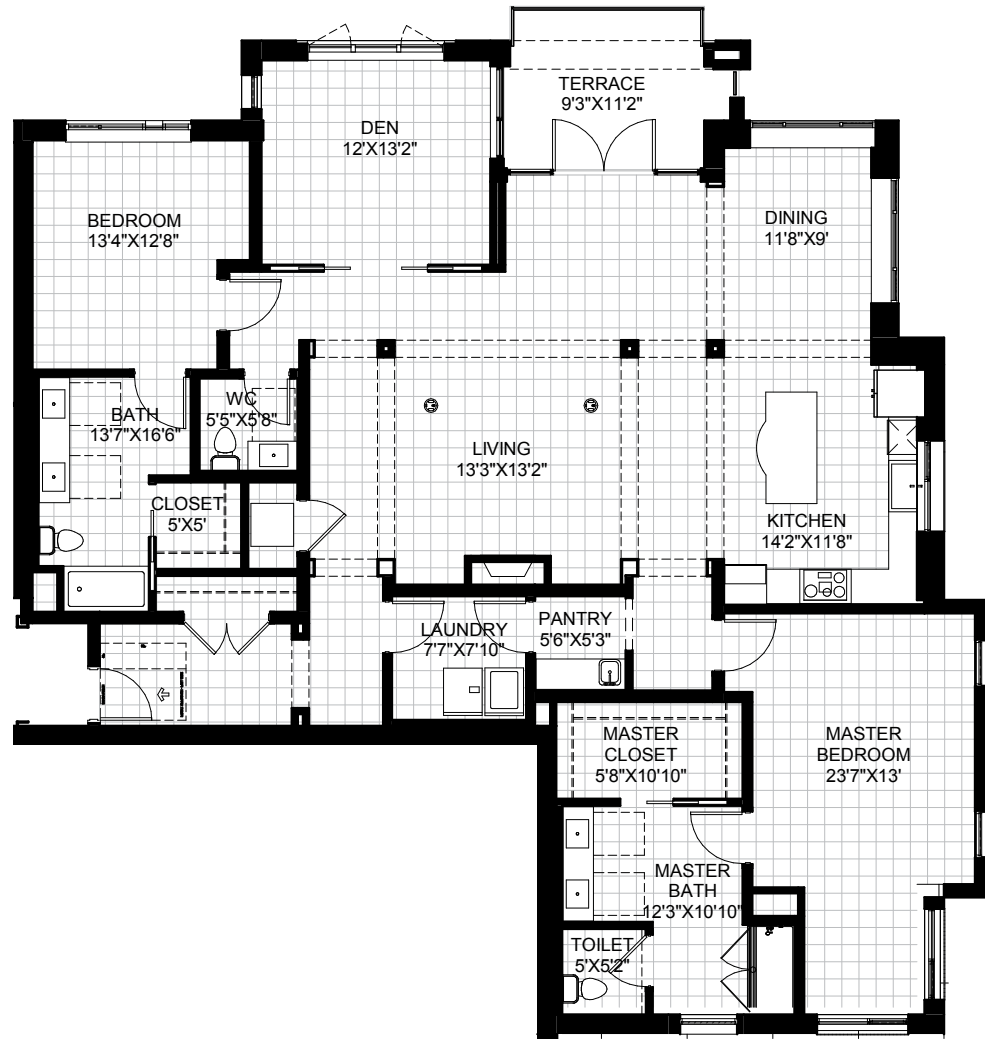 TERRACE
9'3"X11'2"
DEN
12'X13'2"
BEDROOM
13'4"X12'8"
DINING
11'8"X9'
WC
5'5"X5'8"
BATH
13'7"X16'6"
LIVING
13'3"X13'2"
CLOSET
5'X5'
KITCHEN
14'2"X11'8"
LAUNDRY
7'7"X7'10"
PANTRY
5'6"X5'3"
MASTER
CLOSET
5'8"X10'10"
MASTER
BEDROOM
23'7"X13'
MASTER
BATH
12'3"X10'10"
TOILET
5'X5'2"